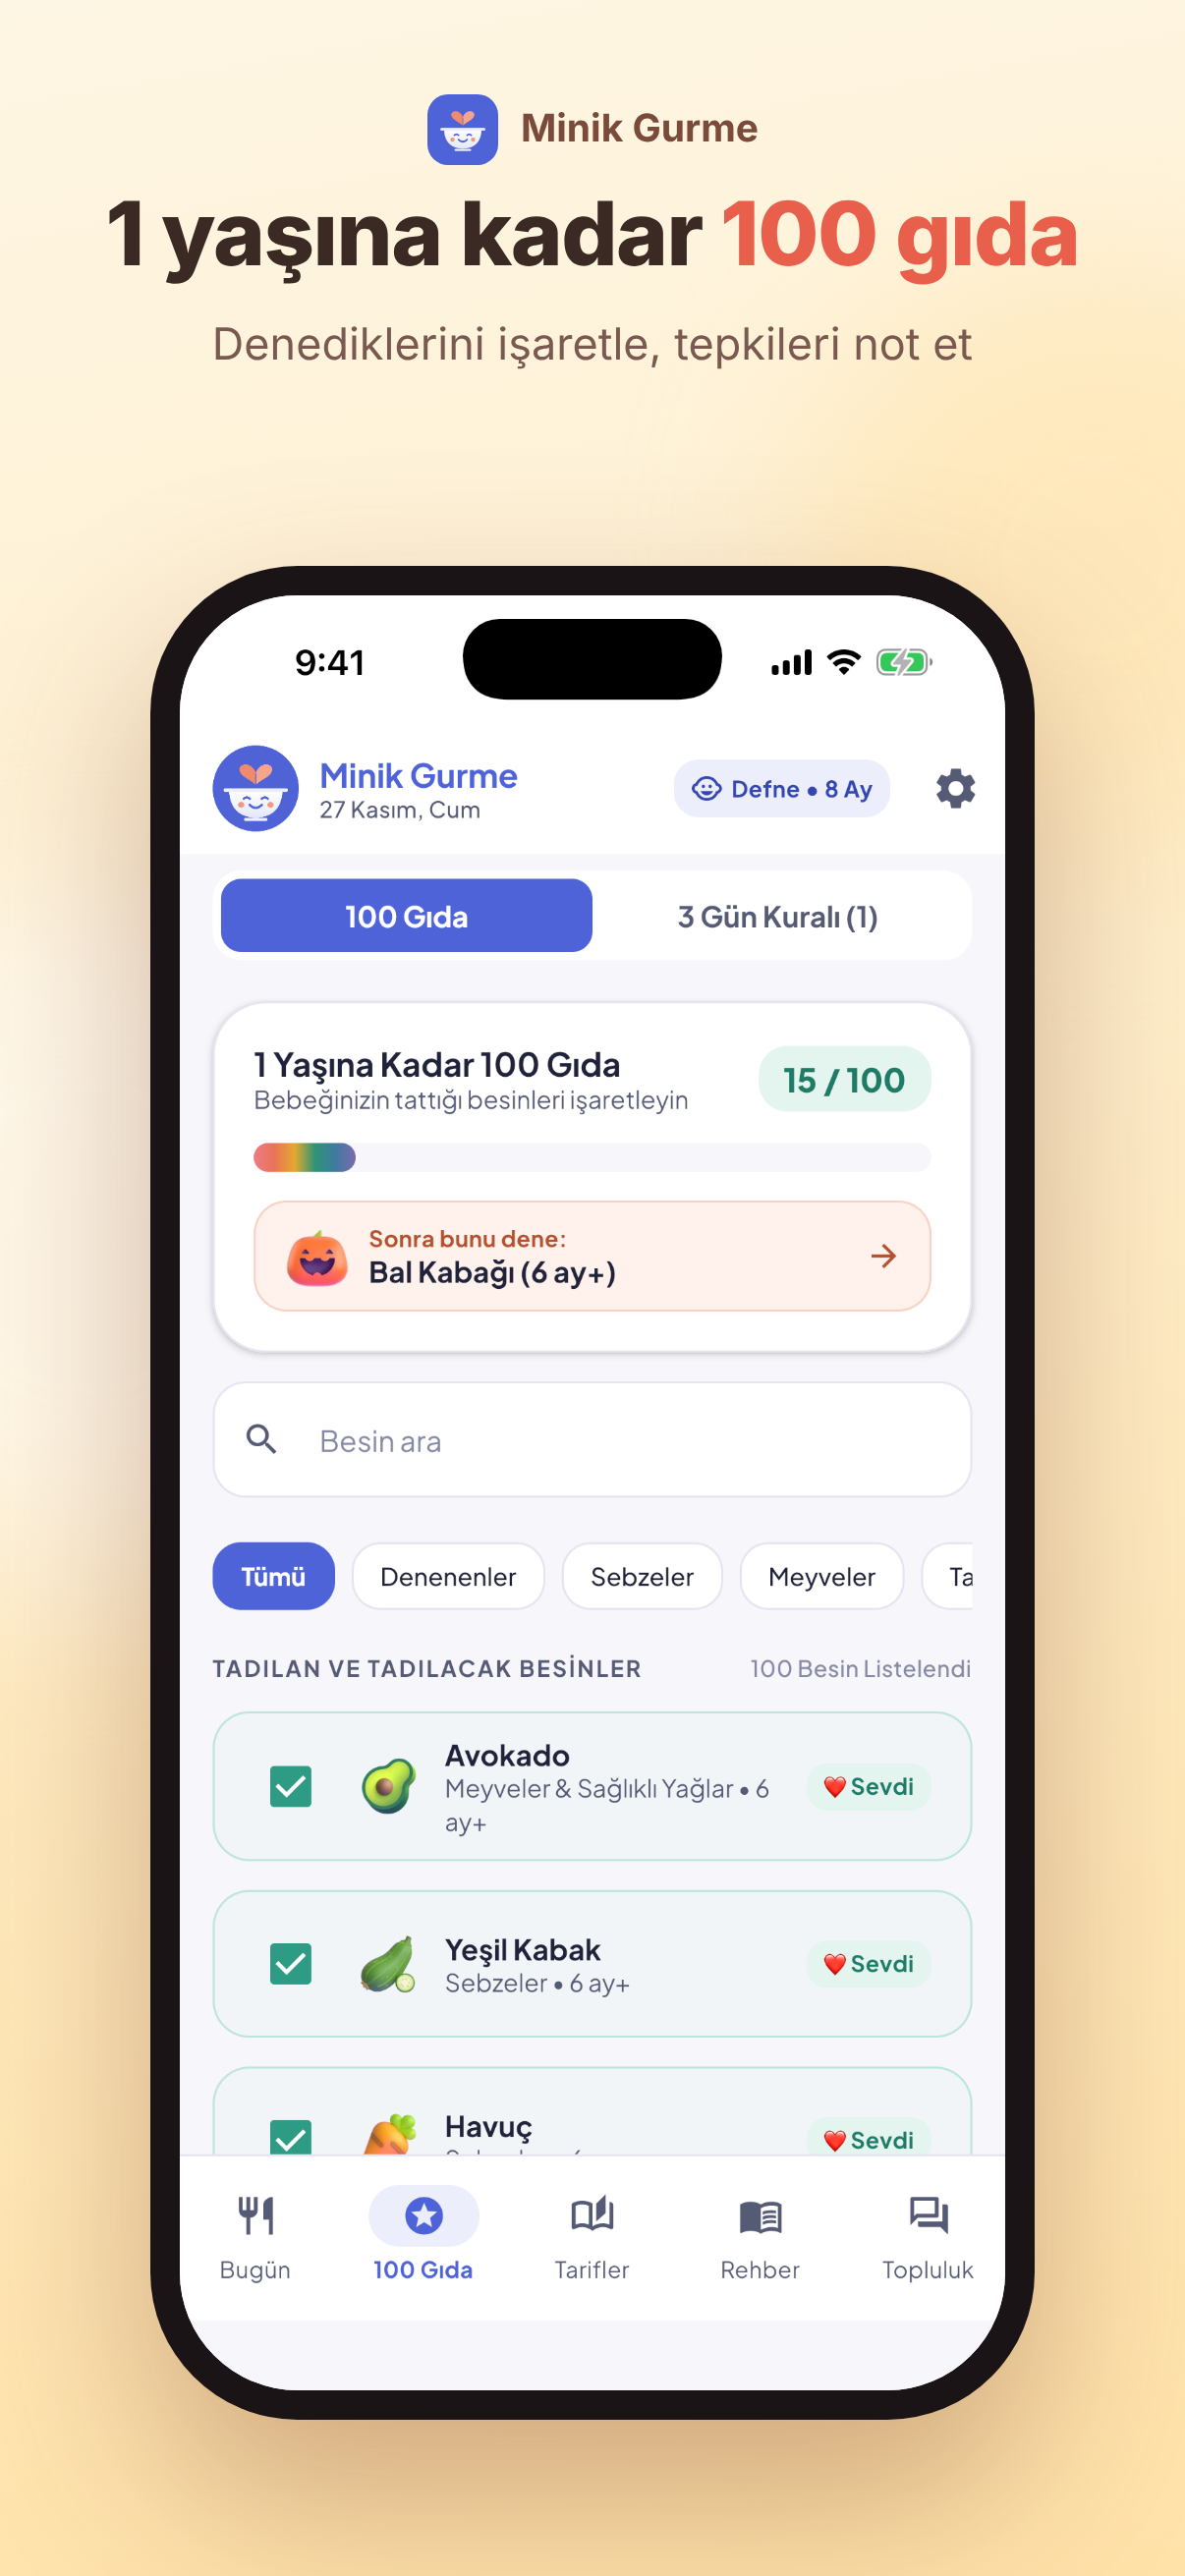 Minik Gurme
1 yaşına kadar 100 gıda
Denediklerini işaretle, tepkileri not et
9:41
Minik Gurme
27 Kasım, Cum
Defne • 8 Ay
100 Gıda
3 Gün Kuralı (1)
1 Yaşına Kadar 100 Gıda
Bebeğinizin tattığı besinleri işaretleyin
15 / 100
Sonra bunu dene:
Bal Kabağı (6 ay+)
Besin ara
Tümü
Denenenler
Sebzeler
Meyveler
Ta
TADILAN VE TADILACAK BESİNLER
100 Besin Listelendi
Avokado
Meyveler & Sağlıklı Yağlar • 6
ay+
Sevdi
Yeşil Kabak
Sebzeler • 6 ay+
Sevdi
Havuç
Sevdi
Bugün
100 Gıda
Tarifler
Rehber
Topluluk